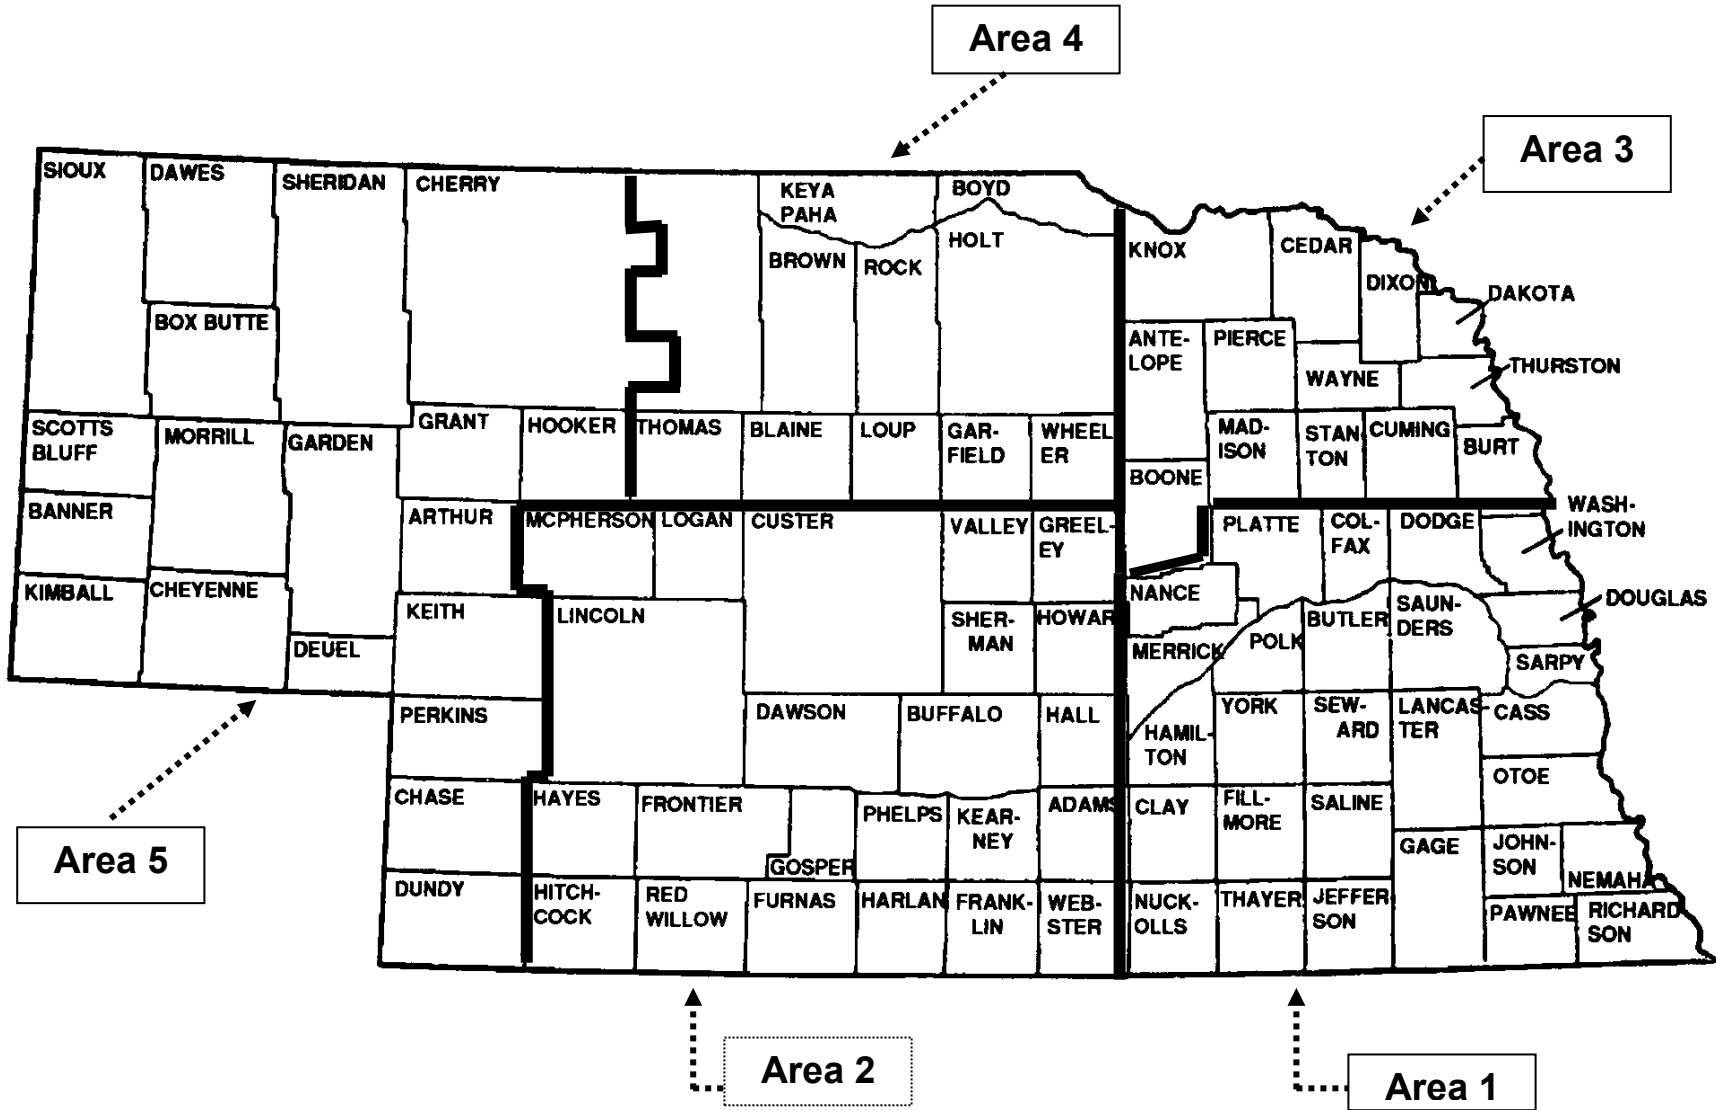 Area 4
Area 3
SIOUX
DAWES
SHERIDAN
CHERRY
KEYA
PAHA
BOYD
HOLT
BROWN
ROCK
KNOX
CEDAR
DIXON
DAKOTA
BOX BUTTE
ANTE-
LOPE
PIERCE
WAYNE
THURSTON
SCOTTS
BLUFF
MORRILL
GARDEN
GRANT
HOOKER
THOMAS
BLAINE
LOUP
GAR-
FIELD
WHEEL
ER
MAD-
ISON
STAN
TON
CUMING
BURT
BOONE
BANNER
ARTHUR
MCPHERSON
LOGAN
CUSTER
VALLEY
GREEL-
EY
PLATTE
COL-
FAX
DODGE
WASH-
INGTON
KIMBALL
CHEYENNE
KEITH
LINCOLN
SHER-
MAN
HOWAR
NANCE
MERRICK
POLK
BUTLER
SAUN-
DERS
DOUGLAS
SARPY
DEUEL
PERKINS
DAWSON
BUFFALO
HALL
HAMIL-
TON
YORK
SEW-
ARD
LANCAS-
TER
CASS
OTOE
CHASE
HAYES
FRONTIER
GOSPER
PHELPS
KEAR-
NEY
ADAMS
CLAY
FILL-
MORE
SALINE
GAGE
JOHN-
SON
NEMAHA
Area 5
DUNDY
HITCH-
COCK
RED
WILLOW
FURNAS
HARLAN
FRANK-
LIN
WEB-
STER
NUCK-
OLLS
THAYER
JEFFER
SON
PAWNEE
RICHARD
SON
Area 2
Area 1